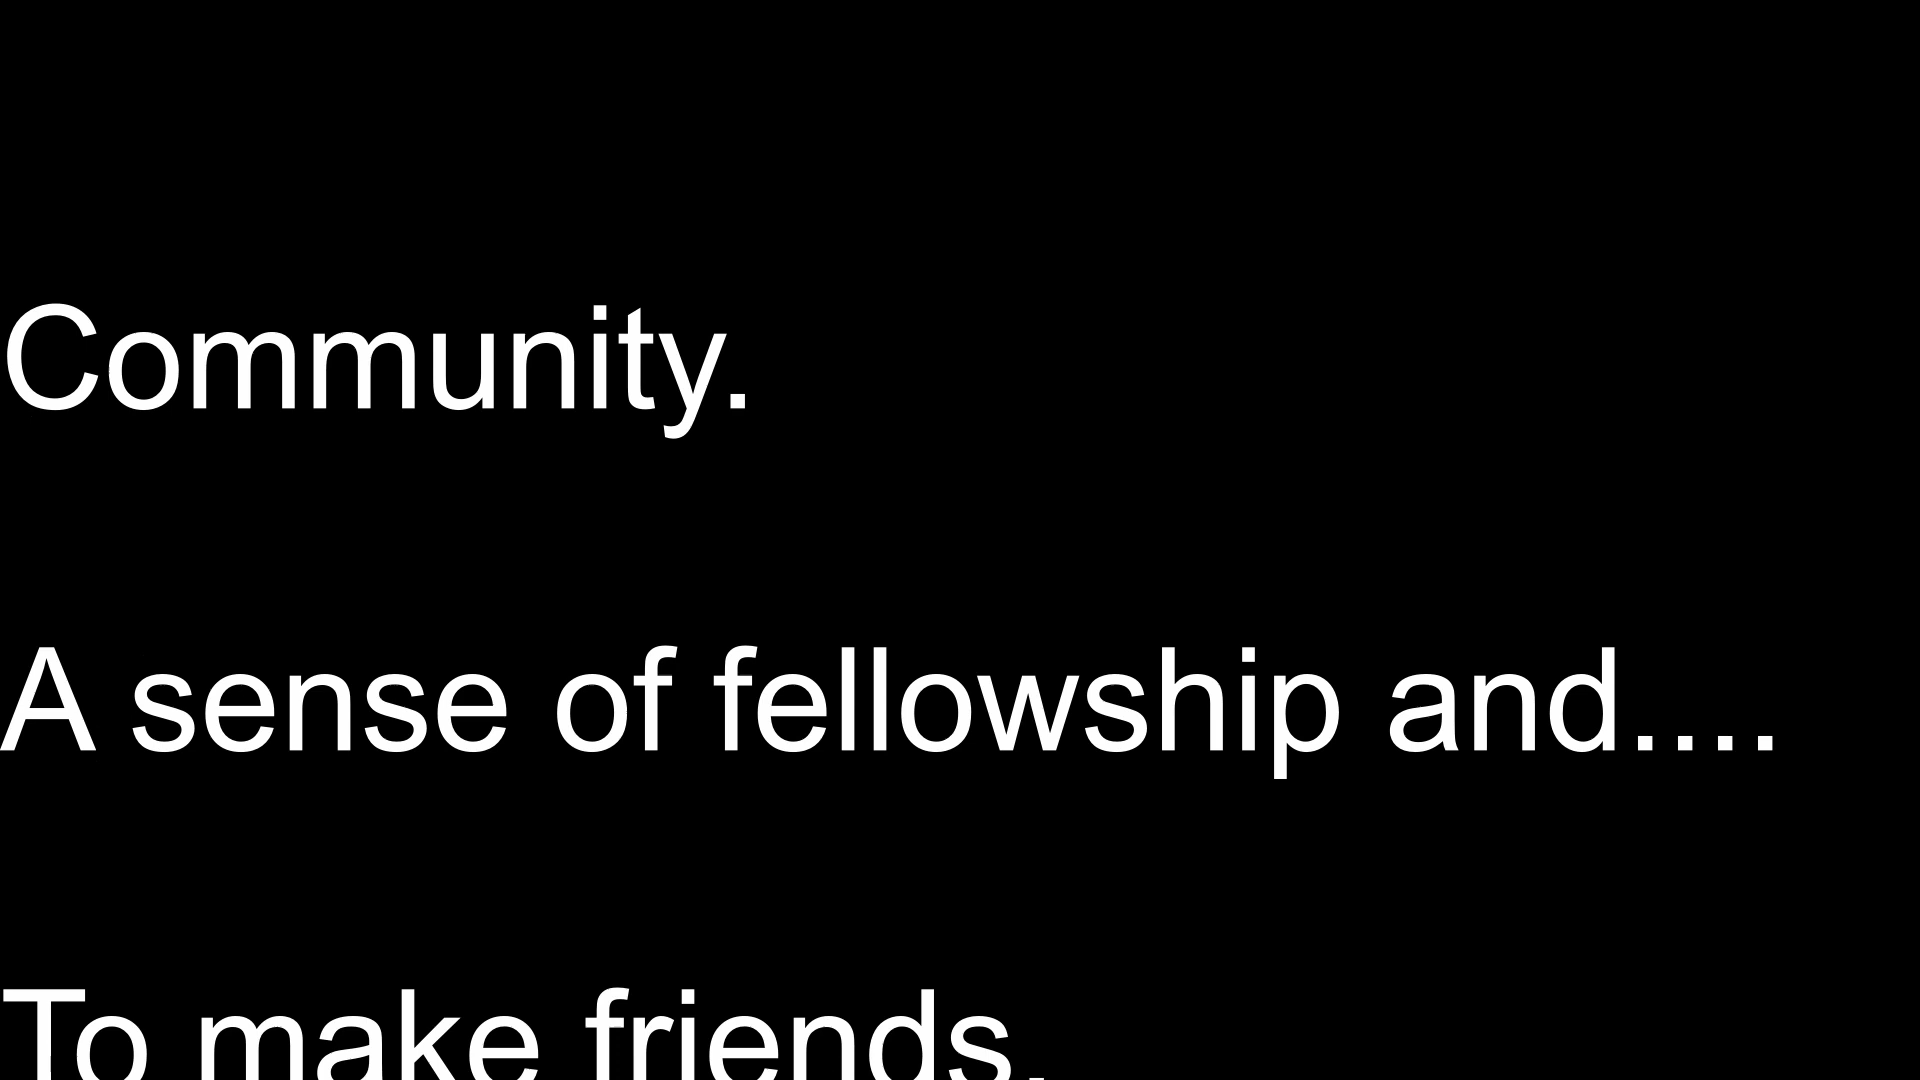 Community.
A sense of fellowship and....
To make friends.